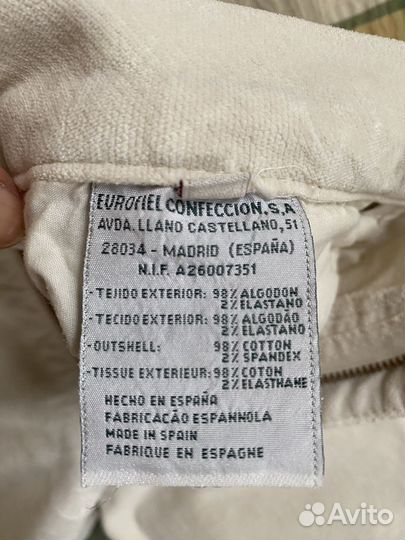 EUROFIEL CONFECCION.S.A
AVDA. LLANO CASTELLANO, 51
28034 - MADRID (ESPAÑA)
N.I.F. A26007351
-TEJIDO EXTERIOR: 98% ALGODON
2% ELASTANO
-TECIDO EXTERIOR: 98% ALGODÃO
2% ELASTANO
-OUTSHELL: 98% COTTON
2% SPANDEX
-TISSUE EXTERIEUR: 98% COTON
2% ELASTHANE
HECHO EN ESPAÑA
FABRICACÃO ESPANNOLA
MADE IN SPAIN
FABRIQUE EN ESPAGNE
Avito